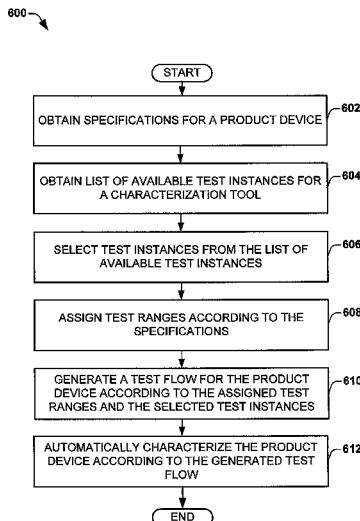 600
START
OBTAIN SPECIFICATIONS FOR A PRODUCT DEVICE
602
OBTAIN LIST OF AVAILABLE TEST INSTANCES FOR
A CHARACTERIZATION TOOL
604
SELECT TEST INSTANCES FROM THE LIST OF
AVAILABLE TEST INSTANCES
606
ASSIGN TEST RANGES ACCORDING TO THE
SPECIFICATIONS
608
GENERATE A TEST FLOW FOR THE PRODUCT
DEVICE ACCORDING TO THE ASSIGNED TEST
RANGES AND THE SELECTED TEST INSTANCES
610
AUTOMATICALLY CHARACTERIZE THE PRODUCT
DEVICE ACCORDING TO THE GENERATED TEST
FLOW
612
END